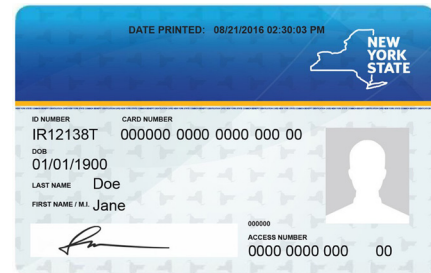 DATE PRINTED: 08/21/2016 02:30:03 PM
NEW
YORK
STATE
ID NUMBER CARD NUMBER
IR12138T 000000 0000 0000 000 00
DOB
01/01/1900
LAST NAME Doe
FIRST NAME / M.I. Jane
000000
ACCESS NUMBER
0000 0000 000 00